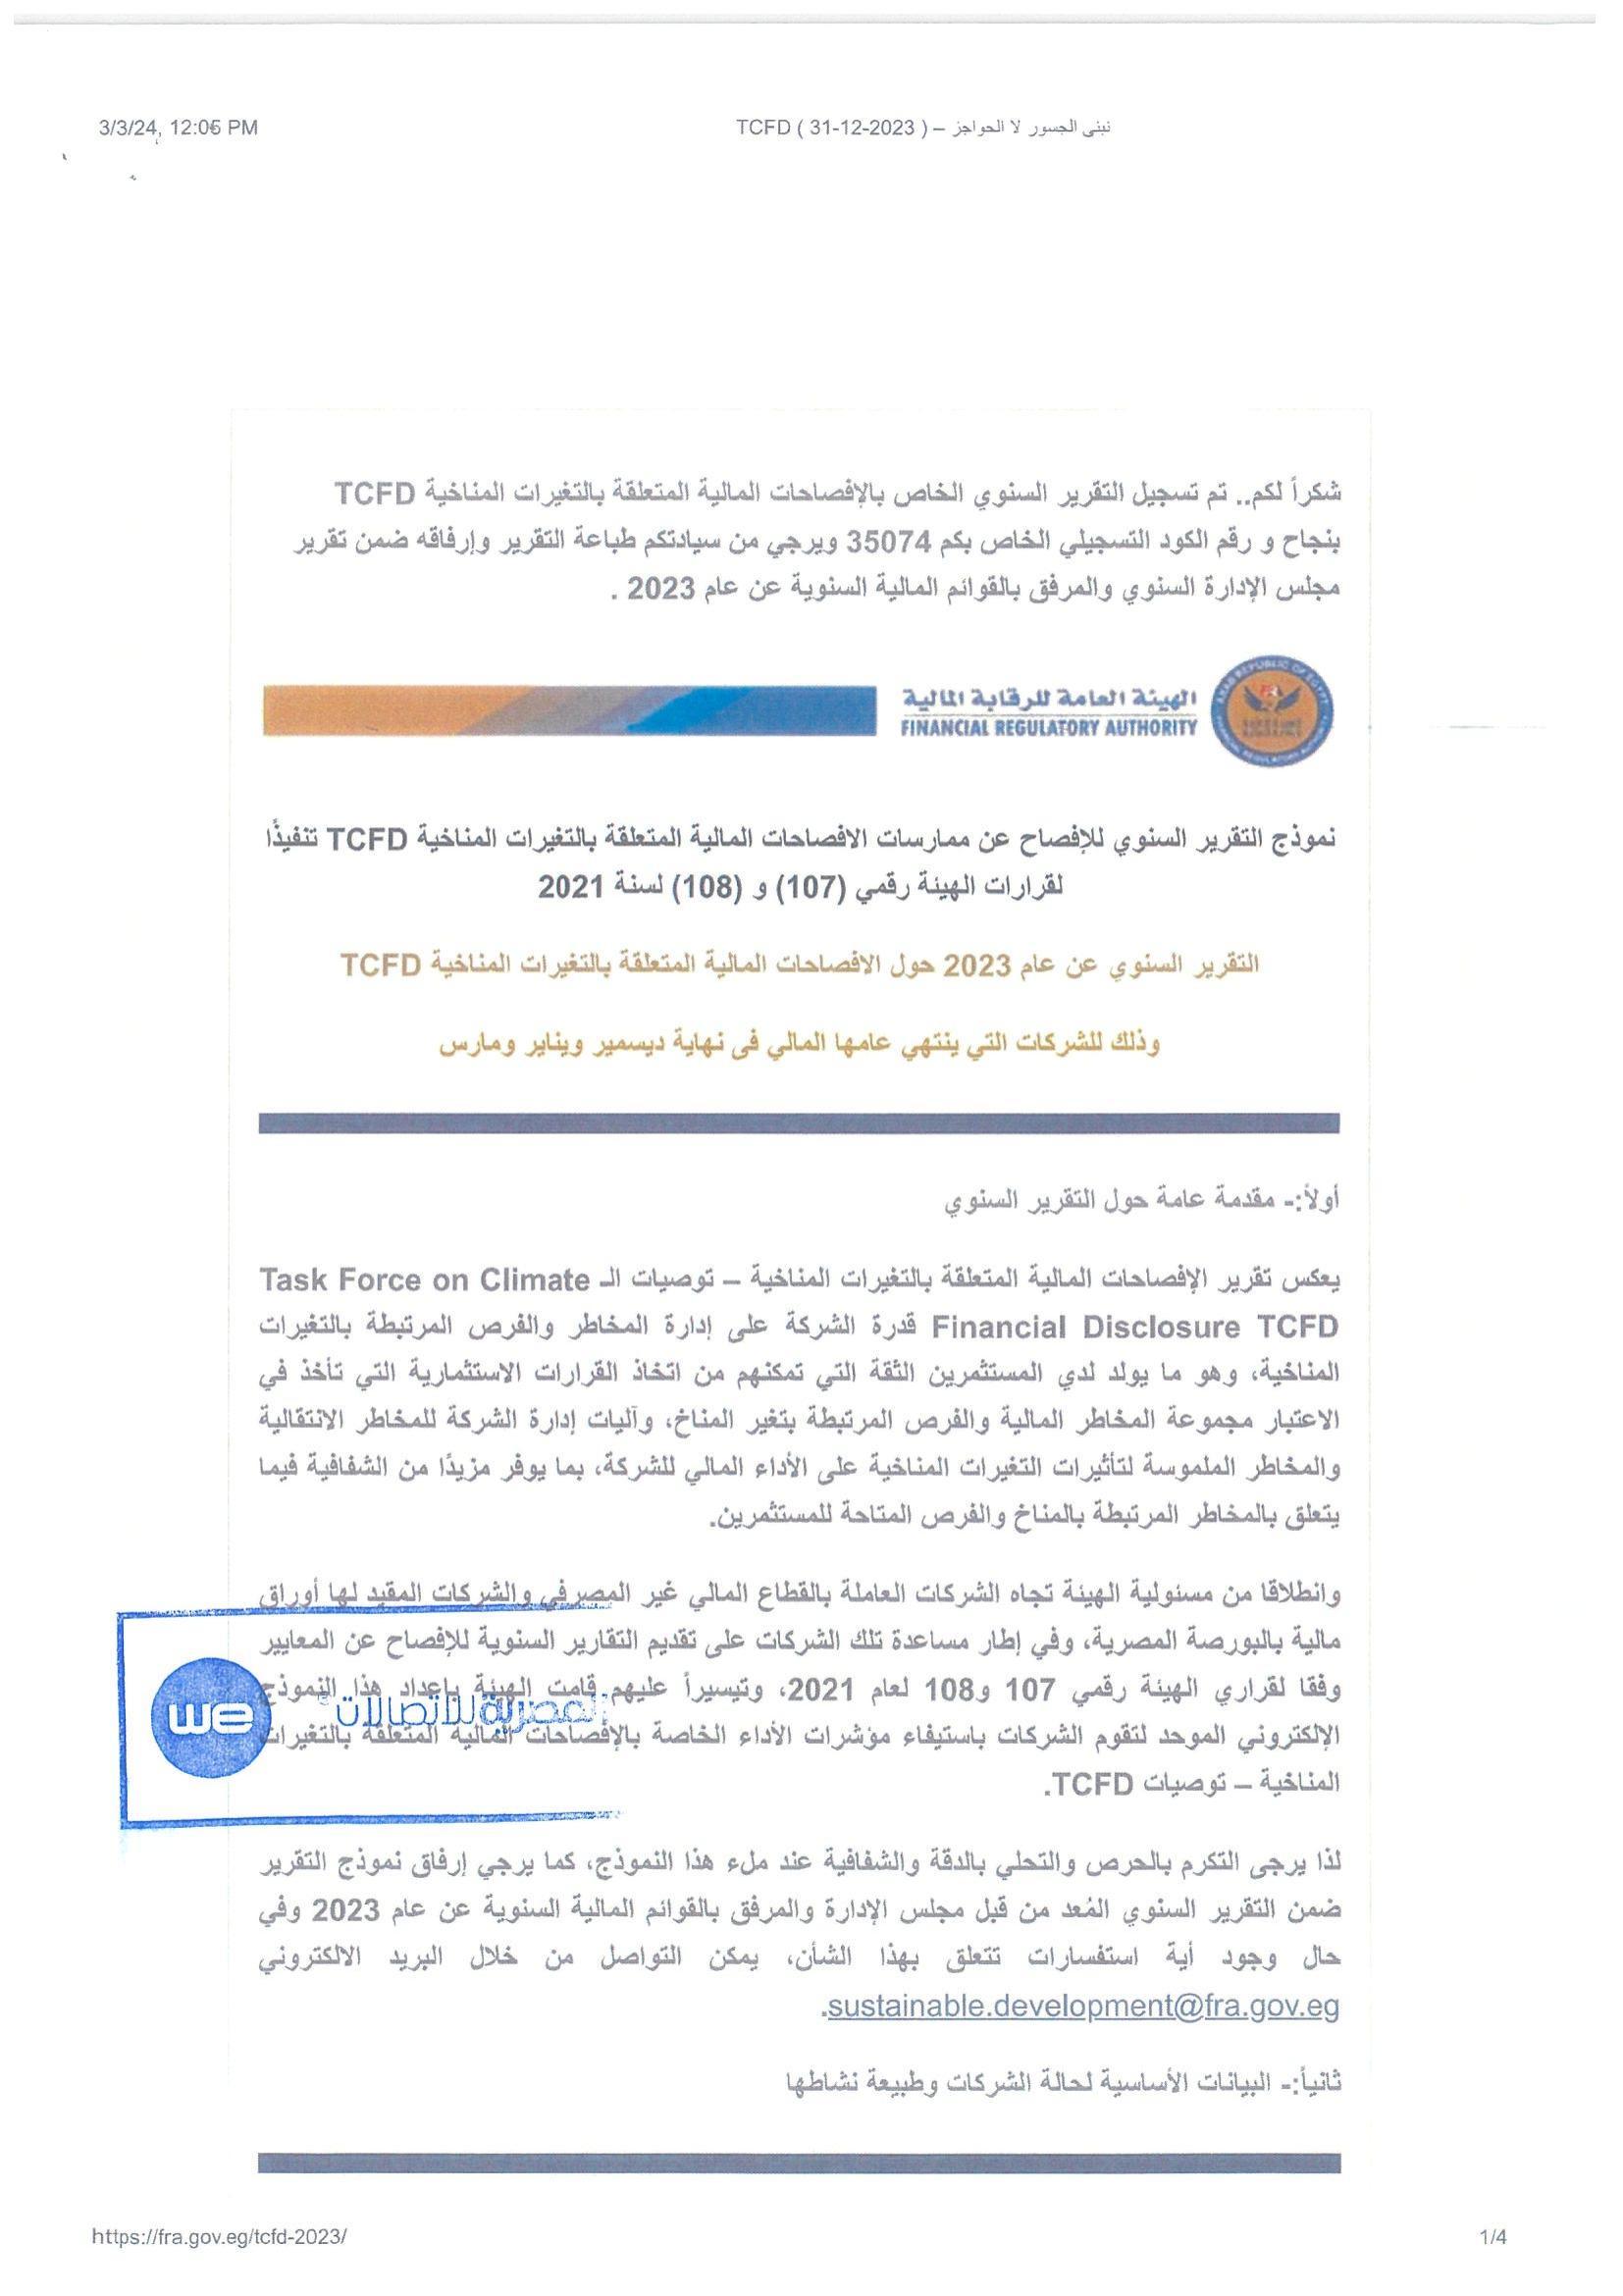 3/3/24, 12:05 PM
TCFD ( 31-12-2023 ) – نبنى الجسور لا الحواجز
شكراً لكم.. تم تسجيل التقرير السنوي الخاص بالإفصاحات المالية المتعلقة بالتغيرات المناخية TCFD
بنجاح و رقم الكود التسجيلي الخاص بكم 35074 ويرجي من سيادتكم طباعة التقرير وإرفاقه ضمن تقرير
مجلس الإدارة السنوي والمرفق بالقوائم المالية السنوية عن عام 2023 .
الهيئة العامة للرقابة المالية
FINANCIAL REGULATORY AUTHORITY
نموذج التقرير السنوي للإفصاح عن ممارسات الافصاحات المالية المتعلقة بالتغيرات المناخية TCFD تنفيذًا
لقرارات الهيئة رقمي (107) و (108) لسنة 2021
التقرير السنوي عن عام 2023 حول الافصاحات المالية المتعلقة بالتغيرات المناخية TCFD
وذلك للشركات التي ينتهي عامها المالي فى نهاية ديسمبر ويناير ومارس
أولاً:- مقدمة عامة حول التقرير السنوي
يعكس تقرير الإفصاحات المالية المتعلقة بالتغيرات المناخية – توصيات الـ Task Force on Climate
Financial Disclosure TCFD قدرة الشركة على إدارة المخاطر والفرص المرتبطة بالتغيرات
المناخية، وهو ما يولد لدي المستثمرين الثقة التي تمكنهم من اتخاذ القرارات الاستثمارية التي تأخذ في
الاعتبار مجموعة المخاطر المالية والفرص المرتبطة بتغير المناخ، وآليات إدارة الشركة للمخاطر الانتقالية
والمخاطر الملموسة لتأثيرات التغيرات المناخية على الأداء المالي للشركة، بما يوفر مزيدًا من الشفافية فيما
يتعلق بالمخاطر المرتبطة بالمناخ والفرص المتاحة للمستثمرين.
وانطلاقا من مسئولية الهيئة تجاه الشركات العاملة بالقطاع المالي غير المصرفي والشركات المقيد لها أوراق
مالية بالبورصة المصرية، وفي إطار مساعدة تلك الشركات على تقديم التقارير السنوية للإفصاح عن المعايير
وفقا لقراري الهيئة رقمي 107 و108 لعام 2021، وتيسيراً عليهم قامت الهيئة بإعداد هذا النموذج
الإلكتروني الموحد لتقوم الشركات باستيفاء مؤشرات الأداء الخاصة بالإفصاحات المالية المتعلقة بالتغيرات
المناخية – توصيات TCFD.
we المصرية للاتصالات
لذا يرجى التكرم بالحرص والتحلي بالدقة والشفافية عند ملء هذا النموذج، كما يرجي إرفاق نموذج التقرير
ضمن التقرير السنوي المُعد من قبل مجلس الإدارة والمرفق بالقوائم المالية السنوية عن عام 2023 وفي
حال وجود أية استفسارات تتعلق بهذا الشأن، يمكن التواصل من خلال البريد الالكتروني
sustainable.development@fra.gov.eg.
ثانياً:- البيانات الأساسية لحالة الشركات وطبيعة نشاطها
https://fra.gov.eg/tcfd-2023/
1/4